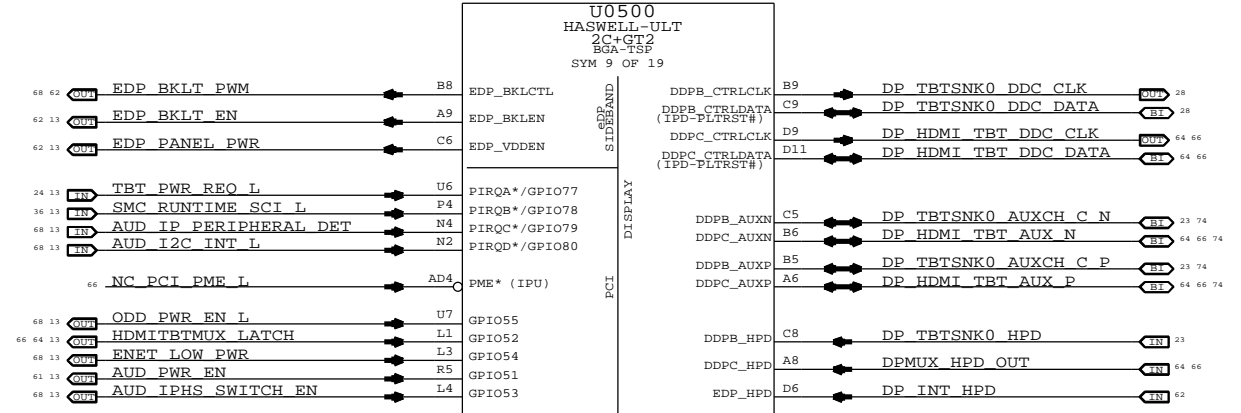 U0500
HASWELL-ULT
2C+GT2
BGA-TSP
SYM 9 OF 19
68 62 OUT EDP_BKLT_PWM B8 EDP_BKLCTL
62 13 OUT EDP_BKLT_EN A9 EDP_BKLEN
62 13 OUT EDP_PANEL_PWR C6 EDP_VDDEN
eDP
SIDEBAND
24 13 IN TBT_PWR_REQ_L U6 PIRQA*/GPIO77
36 13 IN SMC_RUNTIME_SCI_L P4 PIRQB*/GPIO78
68 13 IN AUD_IP_PERIPHERAL_DET N4 PIRQC*/GPIO79
68 13 IN AUD_I2C_INT_L N2 PIRQD*/GPIO80
66 NC_PCI_PME_L AD4 PME* (IPU)
PCI
DISPLAY
68 13 OUT ODD_PWR_EN_L U7 GPIO55
66 64 13 OUT HDMITBTMUX_LATCH L1 GPIO52
68 13 OUT ENET_LOW_PWR L3 GPIO54
61 13 OUT AUD_PWR_EN R5 GPIO51
68 13 OUT AUD_IPHS_SWITCH_EN L4 GPIO53
DDPB_CTRLCLK B9 DP_TBTSNK0_DDC_CLK OUT 28
DDPB_CTRLDATA C9 DP_TBTSNK0_DDC_DATA BI 28
(IPD-PLTRST#)
DDPC_CTRLCLK D9 DP_HDMI_TBT_DDC_CLK OUT 64 66
DDPC_CTRLDATA D11 DP_HDMI_TBT_DDC_DATA BI 64 66
(IPD-PLTRST#)
DDPB_AUXN C5 DP_TBTSNK0_AUXCH_C_N BI 23 74
DDPC_AUXN B6 DP_HDMI_TBT_AUX_N BI 64 66 74
DDPB_AUXP B5 DP_TBTSNK0_AUXCH_C_P BI 23 74
DDPC_AUXP A6 DP_HDMI_TBT_AUX_P BI 64 66 74
DDPB_HPD C8 DP_TBTSNK0_HPD IN 23
DDPC_HPD A8 DPMUX_HPD_OUT IN 64 66
EDP_HPD D6 DP_INT_HPD IN 62